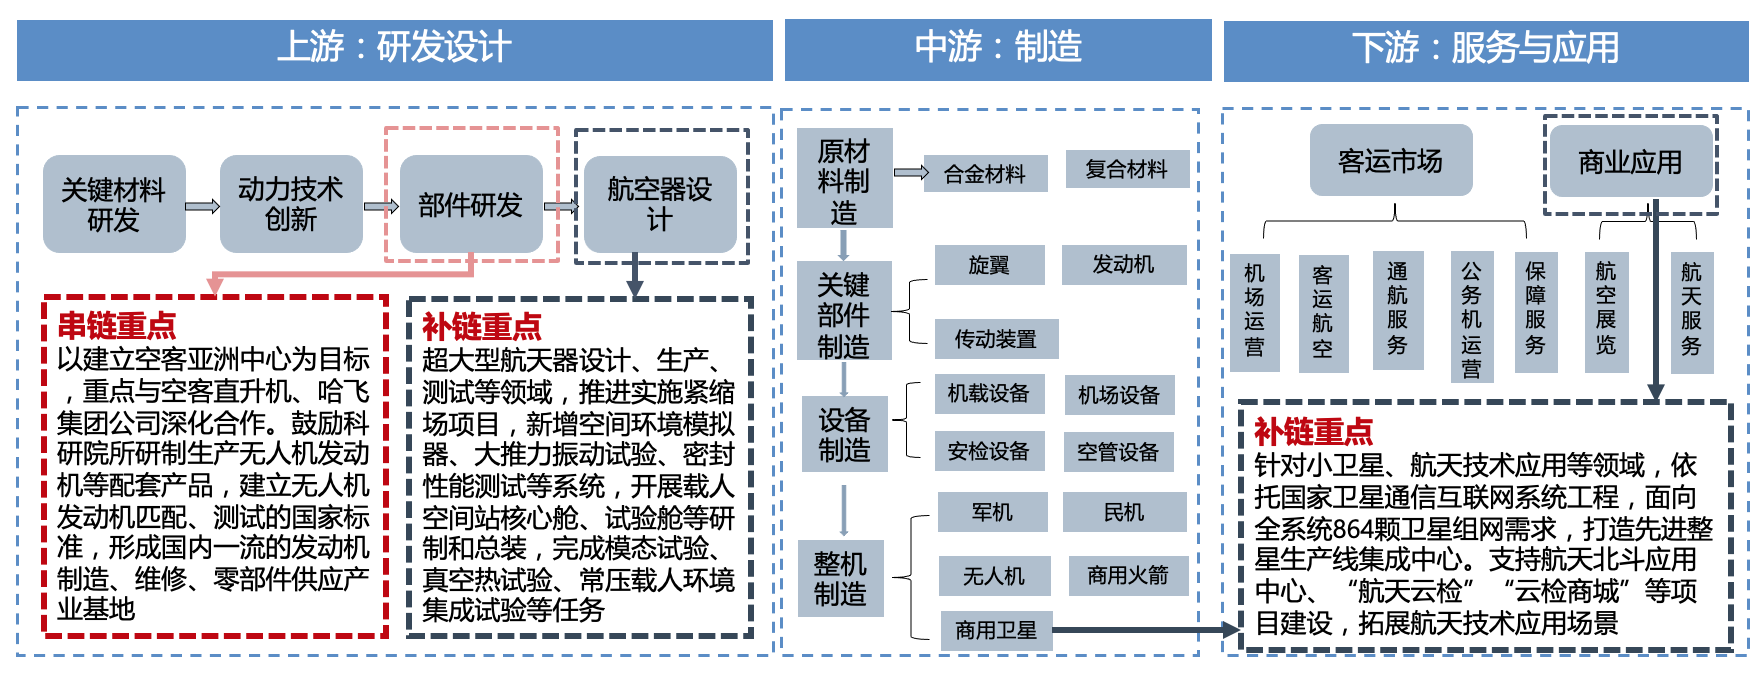 上游：研发设计
关键材料
研发
动力技术
创新
部件研发
航空器设
计
串链重点
以建立空客亚洲中心为目标
，重点与空客直升机、哈飞
集团公司深化合作。鼓励科
研院所研制生产无人机发动
机等配套产品，建立无人机
发动机匹配、测试的国家标
准，形成国内一流的发动机
制造、维修、零部件供应产
业基地
补链重点
超大型航天器设计、生产、
测试等领域，推进实施紧缩
场项目，新增空间环境模拟
器、大推力振动试验、密封
性能测试等系统，开展载人
空间站核心舱、试验舱等研
制和总装，完成模态试验、
真空热试验、常压载人环境
集成试验等任务
中游：制造
原材
料制
造
合金材料
复合材料
关键
部件
制造
旋翼
发动机
传动装置
设备
制造
机载设备
机场设备
安检设备
空管设备
整机
制造
军机
民机
无人机
商用火箭
商用卫星
下游：服务与应用
客运市场
商业应用
机场运营
客运航空
通航服务
公务机运营
保障服务
航空展览
航天服务
补链重点
针对小卫星、航天技术应用等领域，依
托国家卫星通信互联网系统工程，面向
全系统864颗卫星组网需求，打造先进整
星生产线集成中心。支持航天北斗应用
中心、“航天云检”“云检商城”等项
目建设，拓展航天技术应用场景